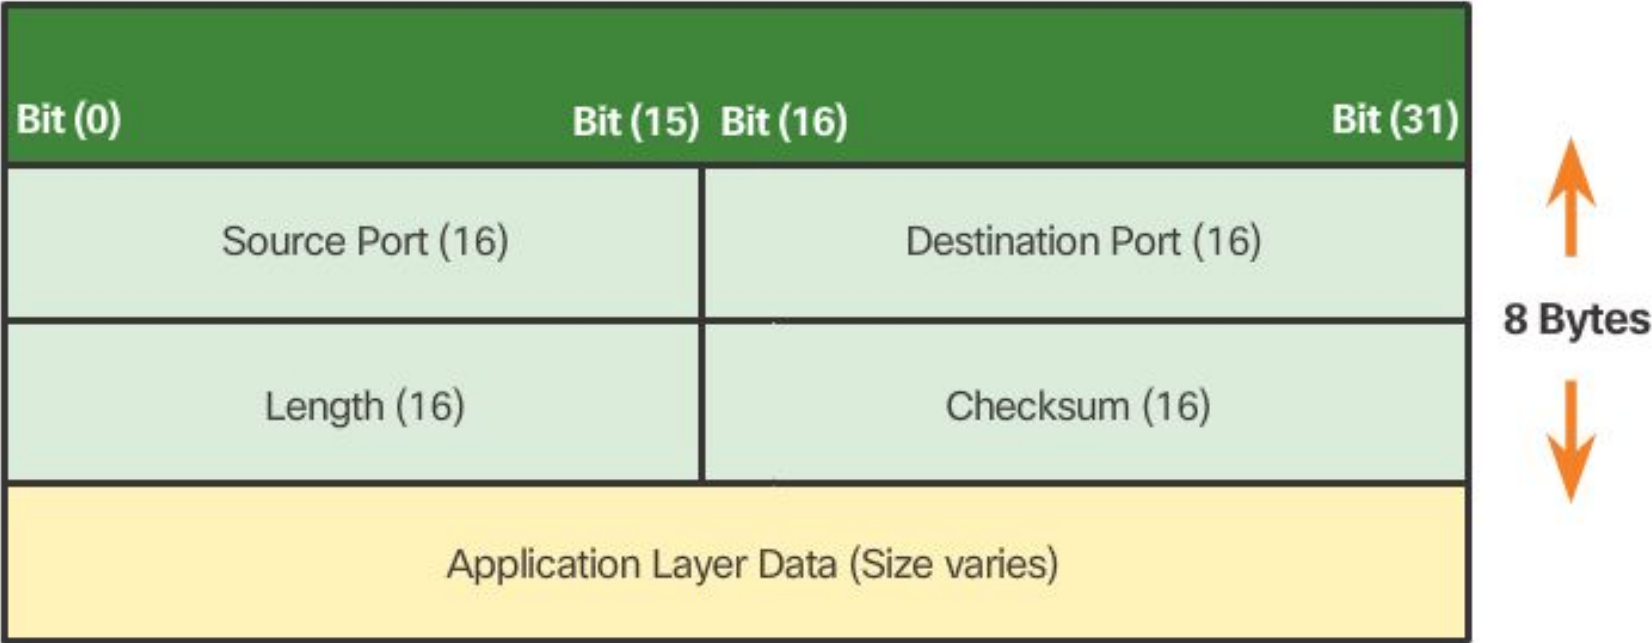 Bit (0) Bit (15) Bit (16) Bit (31)
Source Port (16) Destination Port (16)
8 Bytes
Length (16) Checksum (16)
Application Layer Data (Size varies)